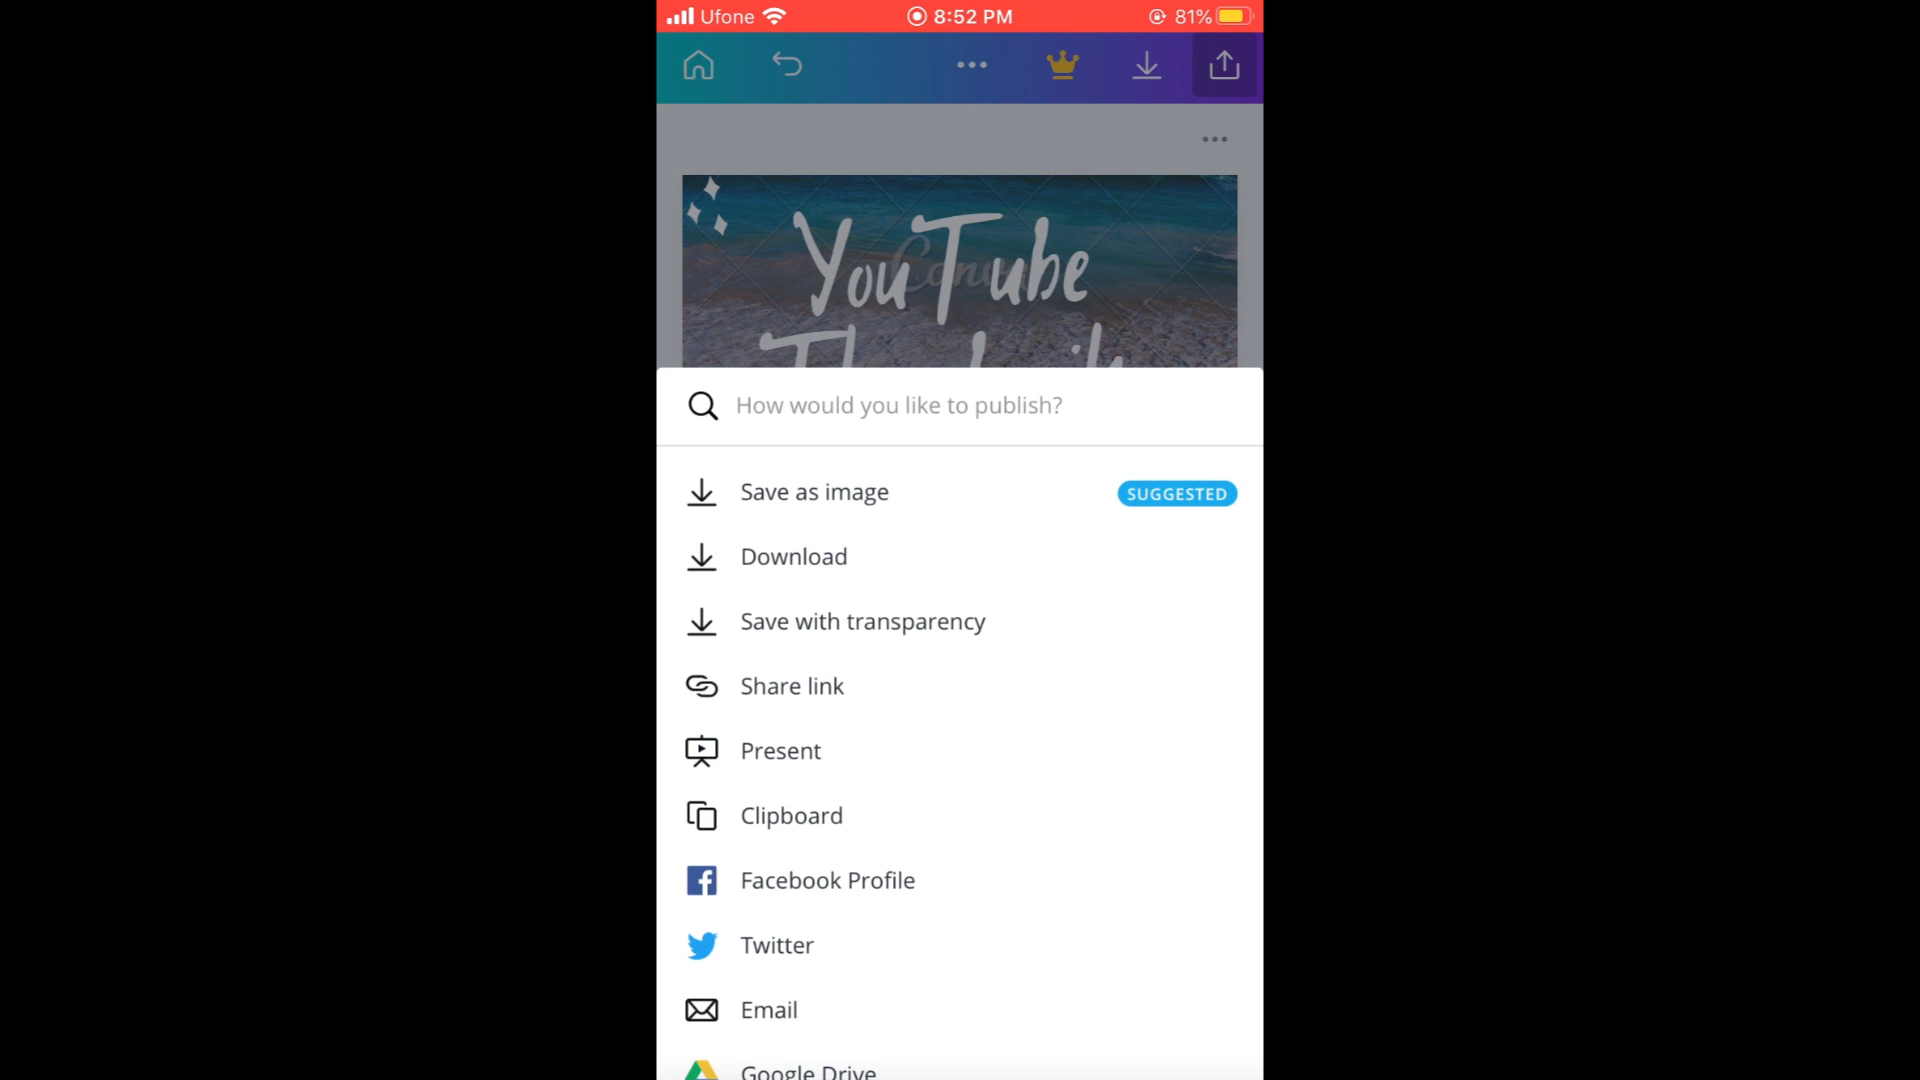 Ufone 8:52 PM 81%
YouTube
Canva
How would you like to publish?
Save as image SUGGESTED
Download
Save with transparency
Share link
Present
Clipboard
Facebook Profile
Twitter
Email
Google Drive